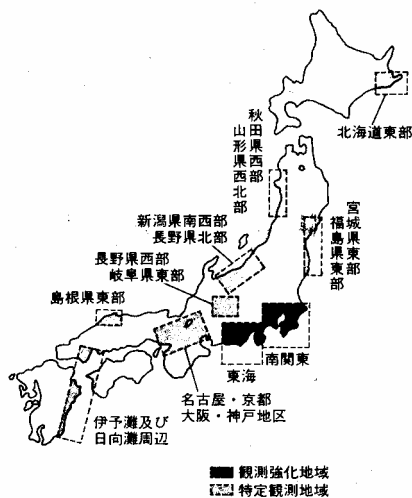 北海道東部
秋田県西部
山形県西北部
宮城県東部
福島県東部
新潟県南西部
長野県北部
長野県西部
岐阜県東部
島根県東部
南関東
東海
名古屋・京都
大阪・神戸地区
伊予灘及び
日向灘周辺
観測強化地域
特定観測地域